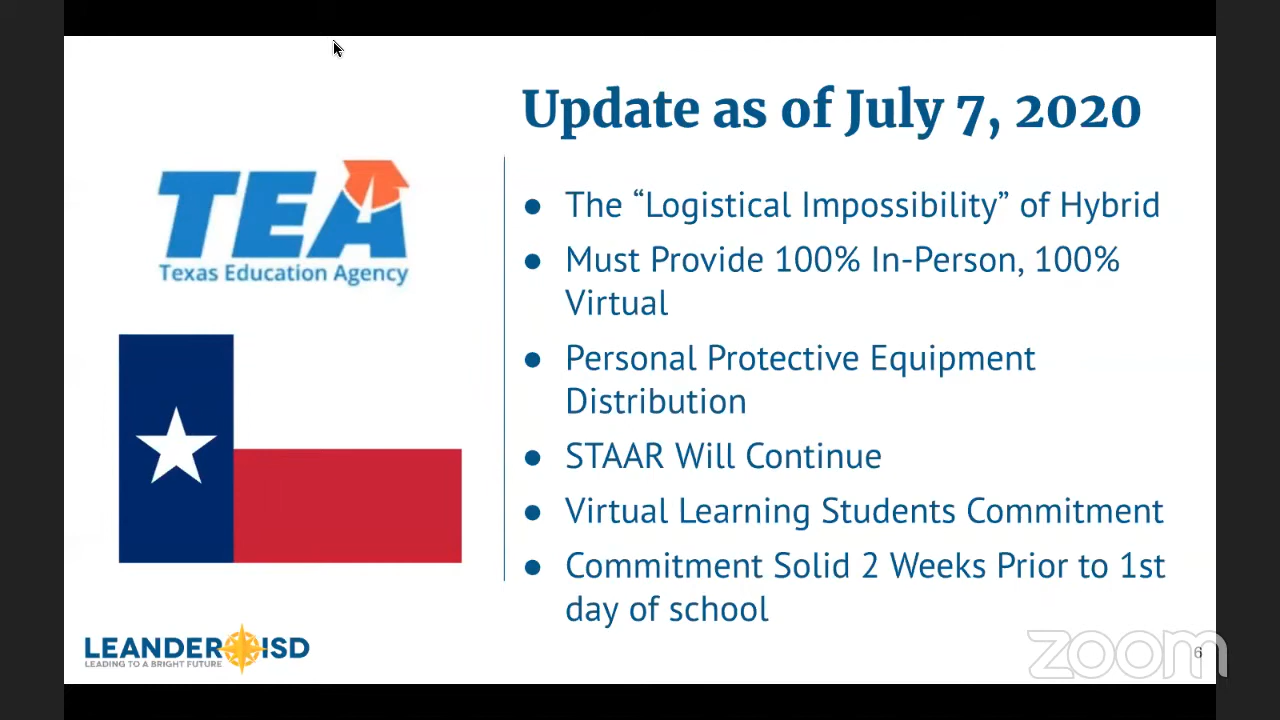 Update as of July 7, 2020
TEA
Texas Education Agency
● The “Logistical Impossibility” of Hybrid
● Must Provide 100% In-Person, 100%
Virtual
● Personal Protective Equipment
Distribution
● STAAR Will Continue
● Virtual Learning Students Commitment
● Commitment Solid 2 Weeks Prior to 1st
day of school
LEANDER ISD
LEADING TO A BRIGHT FUTURE
zoom
6